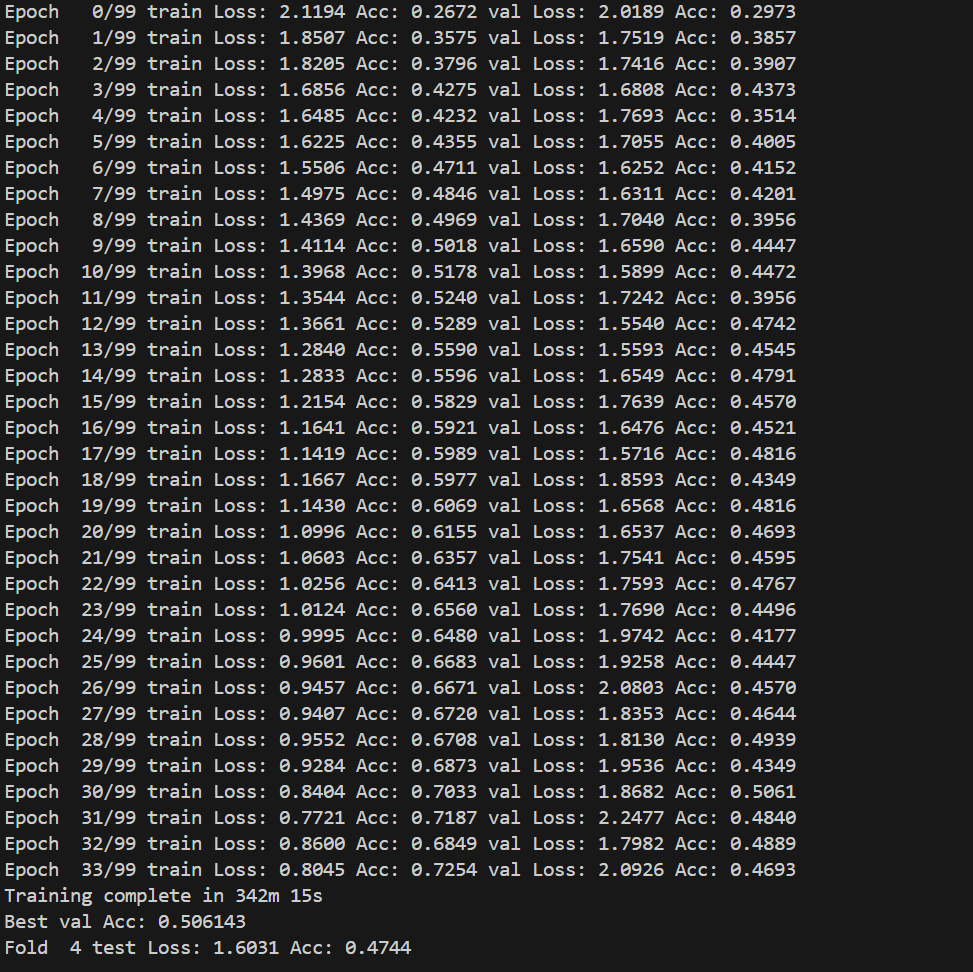 Epoch   0/99 train Loss: 2.1194 Acc: 0.2672 val Loss: 2.0189 Acc: 0.2973
Epoch   1/99 train Loss: 1.8507 Acc: 0.3575 val Loss: 1.7519 Acc: 0.3857
Epoch   2/99 train Loss: 1.8205 Acc: 0.3796 val Loss: 1.7416 Acc: 0.3907
Epoch   3/99 train Loss: 1.6856 Acc: 0.4275 val Loss: 1.6808 Acc: 0.4373
Epoch   4/99 train Loss: 1.6485 Acc: 0.4232 val Loss: 1.7693 Acc: 0.3514
Epoch   5/99 train Loss: 1.6225 Acc: 0.4355 val Loss: 1.7055 Acc: 0.4005
Epoch   6/99 train Loss: 1.5506 Acc: 0.4711 val Loss: 1.6252 Acc: 0.4152
Epoch   7/99 train Loss: 1.4975 Acc: 0.4846 val Loss: 1.6311 Acc: 0.4201
Epoch   8/99 train Loss: 1.4369 Acc: 0.4969 val Loss: 1.7040 Acc: 0.3956
Epoch   9/99 train Loss: 1.4114 Acc: 0.5018 val Loss: 1.6590 Acc: 0.4447
Epoch  10/99 train Loss: 1.3968 Acc: 0.5178 val Loss: 1.5899 Acc: 0.4472
Epoch  11/99 train Loss: 1.3544 Acc: 0.5240 val Loss: 1.7242 Acc: 0.3956
Epoch  12/99 train Loss: 1.3661 Acc: 0.5289 val Loss: 1.5540 Acc: 0.4742
Epoch  13/99 train Loss: 1.2840 Acc: 0.5590 val Loss: 1.5593 Acc: 0.4545
Epoch  14/99 train Loss: 1.2833 Acc: 0.5596 val Loss: 1.6549 Acc: 0.4791
Epoch  15/99 train Loss: 1.2154 Acc: 0.5829 val Loss: 1.7639 Acc: 0.4570
Epoch  16/99 train Loss: 1.1641 Acc: 0.5921 val Loss: 1.6476 Acc: 0.4521
Epoch  17/99 train Loss: 1.1419 Acc: 0.5989 val Loss: 1.5716 Acc: 0.4816
Epoch  18/99 train Loss: 1.1667 Acc: 0.5977 val Loss: 1.8593 Acc: 0.4349
Epoch  19/99 train Loss: 1.1430 Acc: 0.6069 val Loss: 1.6568 Acc: 0.4816
Epoch  20/99 train Loss: 1.0996 Acc: 0.6155 val Loss: 1.6537 Acc: 0.4693
Epoch  21/99 train Loss: 1.0603 Acc: 0.6357 val Loss: 1.7541 Acc: 0.4595
Epoch  22/99 train Loss: 1.0256 Acc: 0.6413 val Loss: 1.7593 Acc: 0.4767
Epoch  23/99 train Loss: 1.0124 Acc: 0.6560 val Loss: 1.7690 Acc: 0.4496
Epoch  24/99 train Loss: 0.9995 Acc: 0.6480 val Loss: 1.9742 Acc: 0.4177
Epoch  25/99 train Loss: 0.9601 Acc: 0.6683 val Loss: 1.9258 Acc: 0.4447
Epoch  26/99 train Loss: 0.9457 Acc: 0.6671 val Loss: 2.0803 Acc: 0.4570
Epoch  27/99 train Loss: 0.9407 Acc: 0.6720 val Loss: 1.8353 Acc: 0.4644
Epoch  28/99 train Loss: 0.9552 Acc: 0.6708 val Loss: 1.8130 Acc: 0.4939
Epoch  29/99 train Loss: 0.9284 Acc: 0.6873 val Loss: 1.9536 Acc: 0.4349
Epoch  30/99 train Loss: 0.8404 Acc: 0.7033 val Loss: 1.8682 Acc: 0.5061
Epoch  31/99 train Loss: 0.7721 Acc: 0.7187 val Loss: 2.2477 Acc: 0.4840
Epoch  32/99 train Loss: 0.8600 Acc: 0.6849 val Loss: 1.7982 Acc: 0.4889
Epoch  33/99 train Loss: 0.8045 Acc: 0.7254 val Loss: 2.0926 Acc: 0.4693
Training complete in 342m 15s
Best val Acc: 0.506143
Fold  4 test Loss: 1.6031 Acc: 0.4744